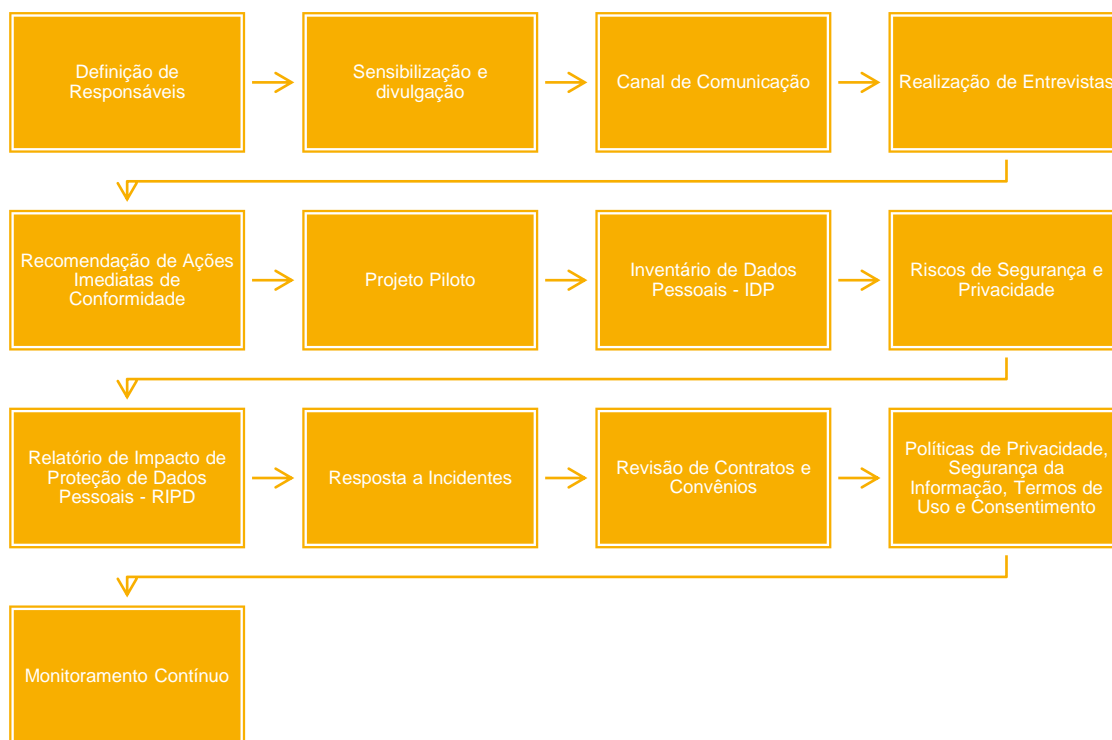 Definição de
Responsáveis
Sensibilização e
divulgação
Canal de Comunicação
Realização de Entrevistas
Recomendação de Ações
Imediatas de
Conformidade
Projeto Piloto
Inventário de Dados
Pessoais - IDP
Riscos de Segurança e
Privacidade
Relatório de Impacto de
Proteção de Dados
Pessoais - RIPD
Resposta a Incidentes
Revisão de Contratos e
Convênios
Políticas de Privacidade,
Segurança da
Informação, Termos de
Uso e Consentimento
Monitoramento Contínuo